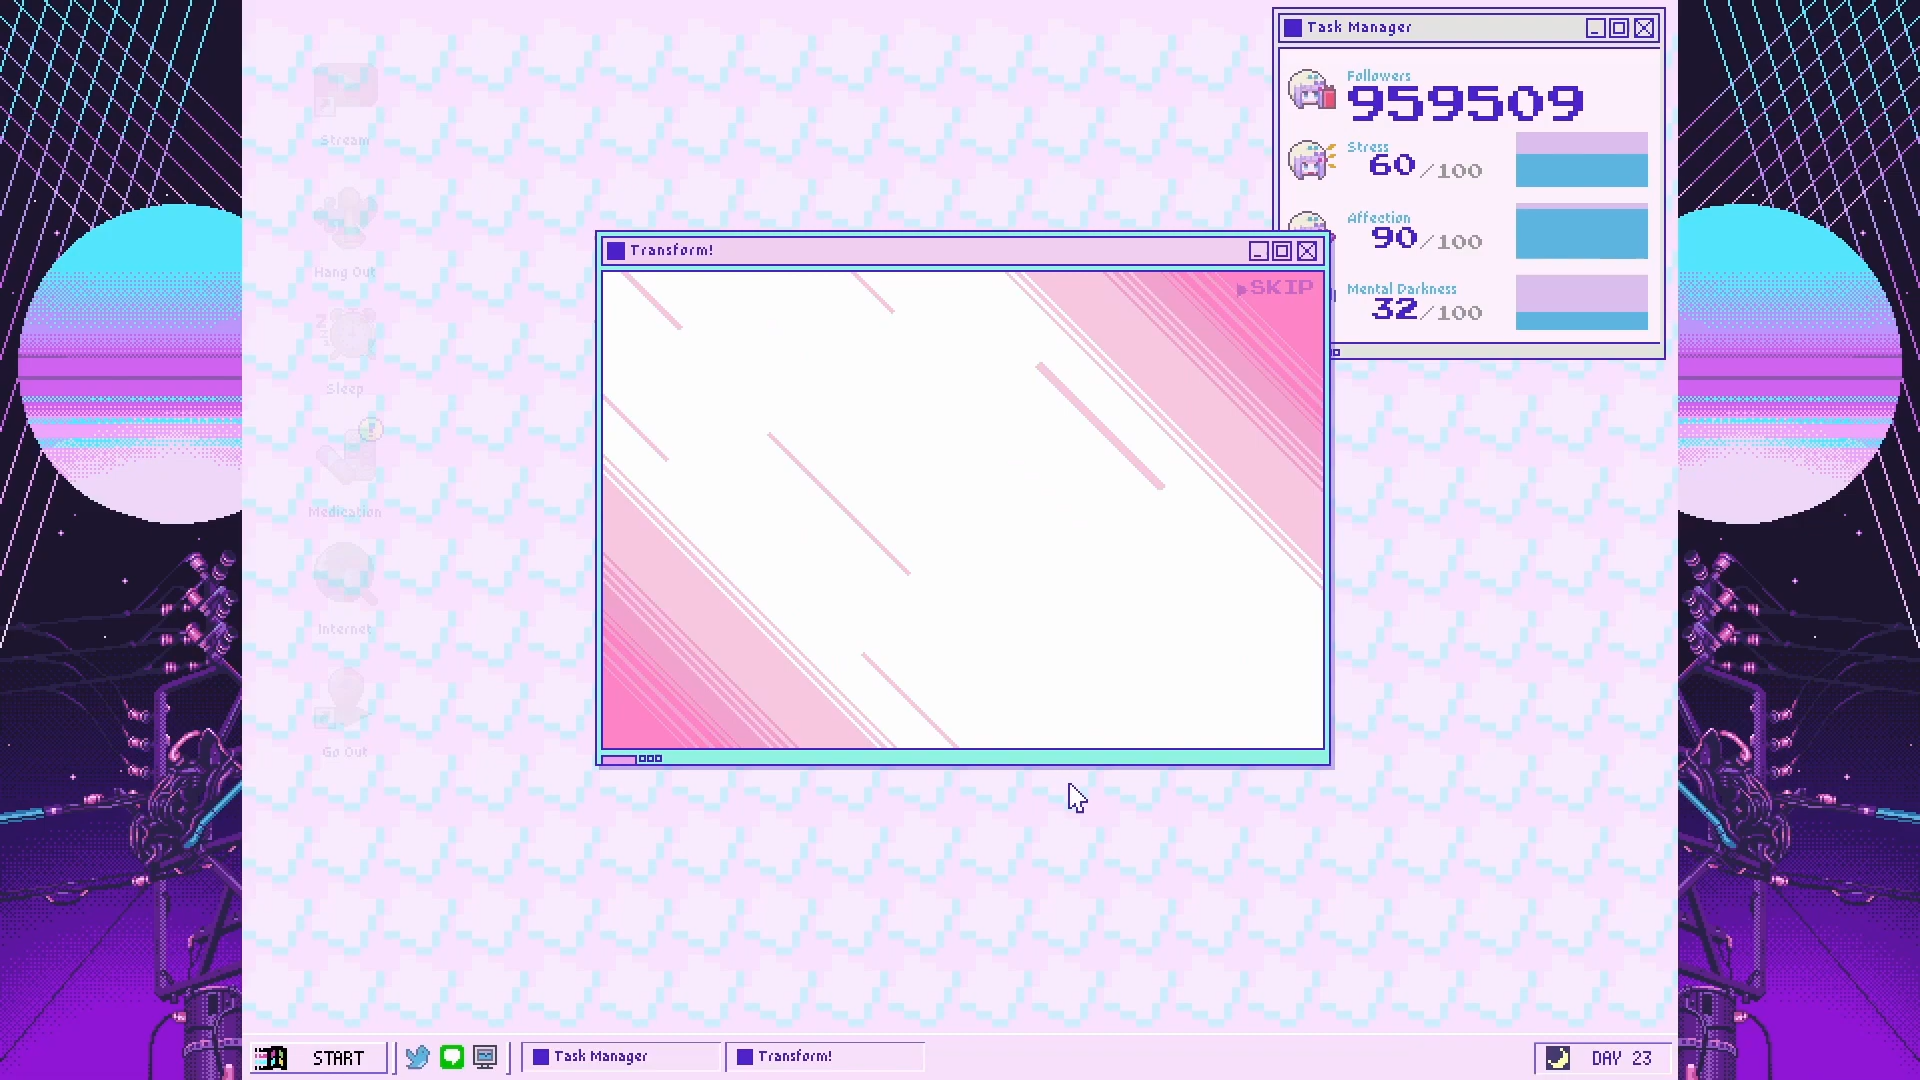 Task Manager
Followers
959509
Stress
60/100
Affection
90/100
Mental Darkness
32/100
Transform!
▶SKIP
Stream
Hang Out
Sleep
Medication
Internet
Go Out
START
Task Manager
Transform!
DAY 23